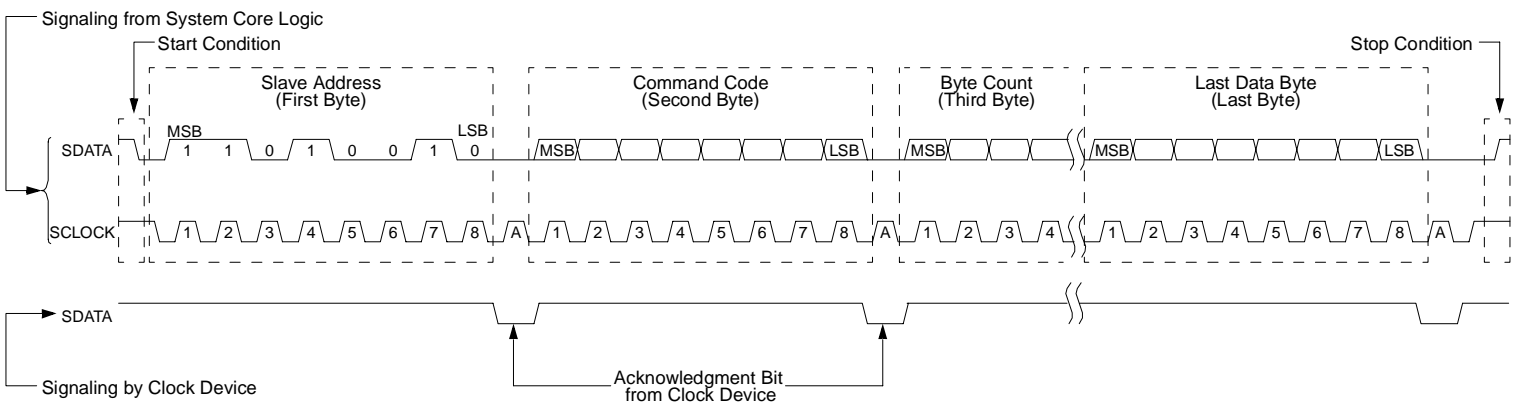 Signaling from System Core Logic
Start Condition
Stop Condition
Slave Address
(First Byte)
Command Code
(Second Byte)
Byte Count
(Third Byte)
Last Data Byte
(Last Byte)
MSB LSB
SDATA 1 1 0 1 0 0 1 0 MSB LSB MSB MSB LSB
SCLOCK 1 2 3 4 5 6 7 8 A 1 2 3 4 5 6 7 8 A 1 2 3 4 1 2 3 4 5 6 7 8 A
SDATA
Signaling by Clock Device
Acknowledgment Bit
from Clock Device